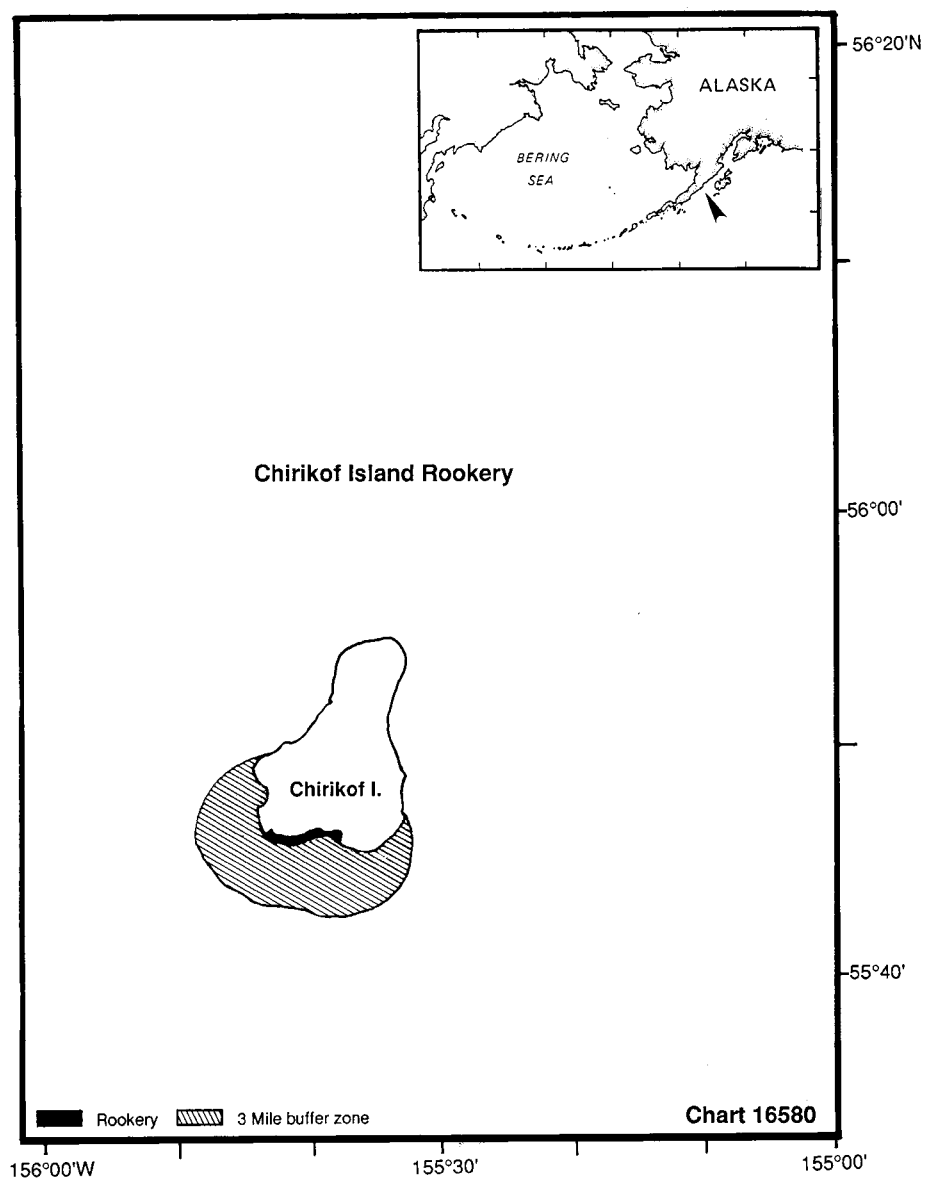 56°20'N
ALASKA
BERING
SEA
Chirikof Island Rookery
56°00'
Chirikof I.
55°40'
Rookery
3 Mile buffer zone
Chart 16580
156°00'W
155°30'
155°00'